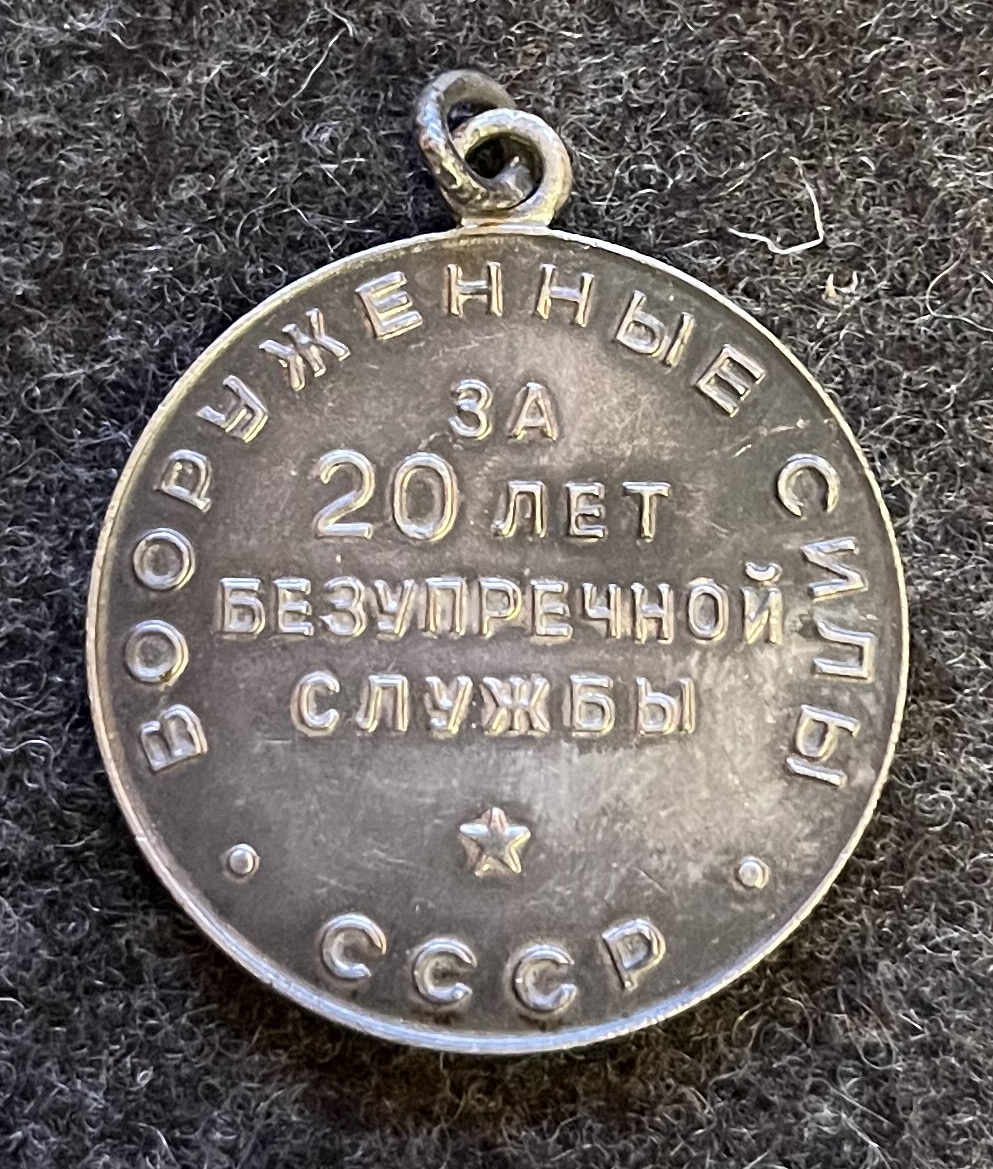 ВООРУЖЕННЫЕ СИЛЫ
ЗА
20 ЛЕТ
БЕЗУПРЕЧНОЙ
СЛУЖБЫ
СССР